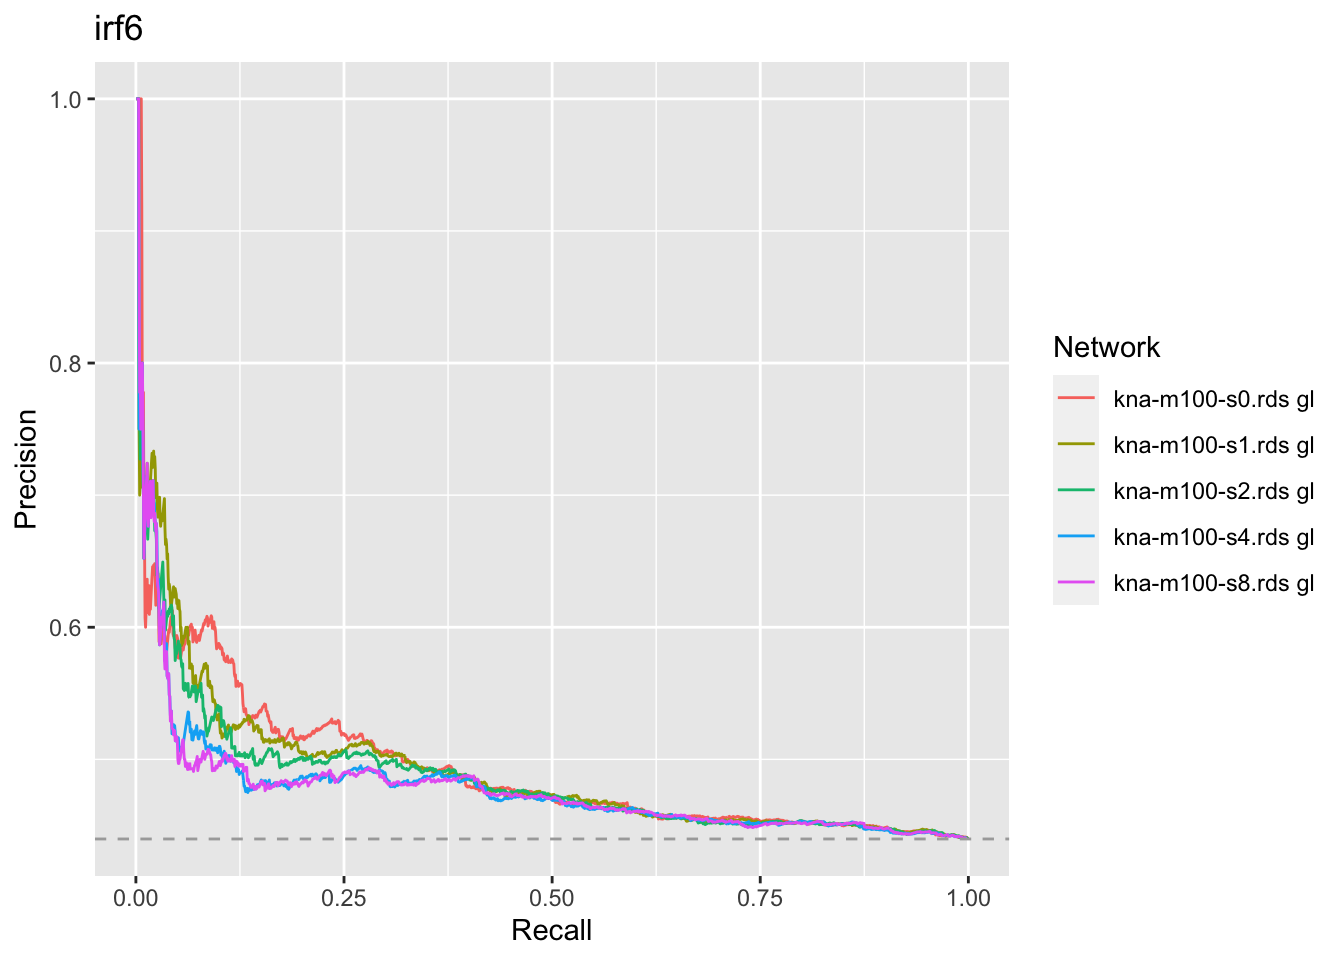 irf6
1.0
0.8
0.6
Precision
0.00 0.25 0.50 0.75 1.00
Recall
Network
kna-m100-s0.rds gl
kna-m100-s1.rds gl
kna-m100-s2.rds gl
kna-m100-s4.rds gl
kna-m100-s8.rds gl